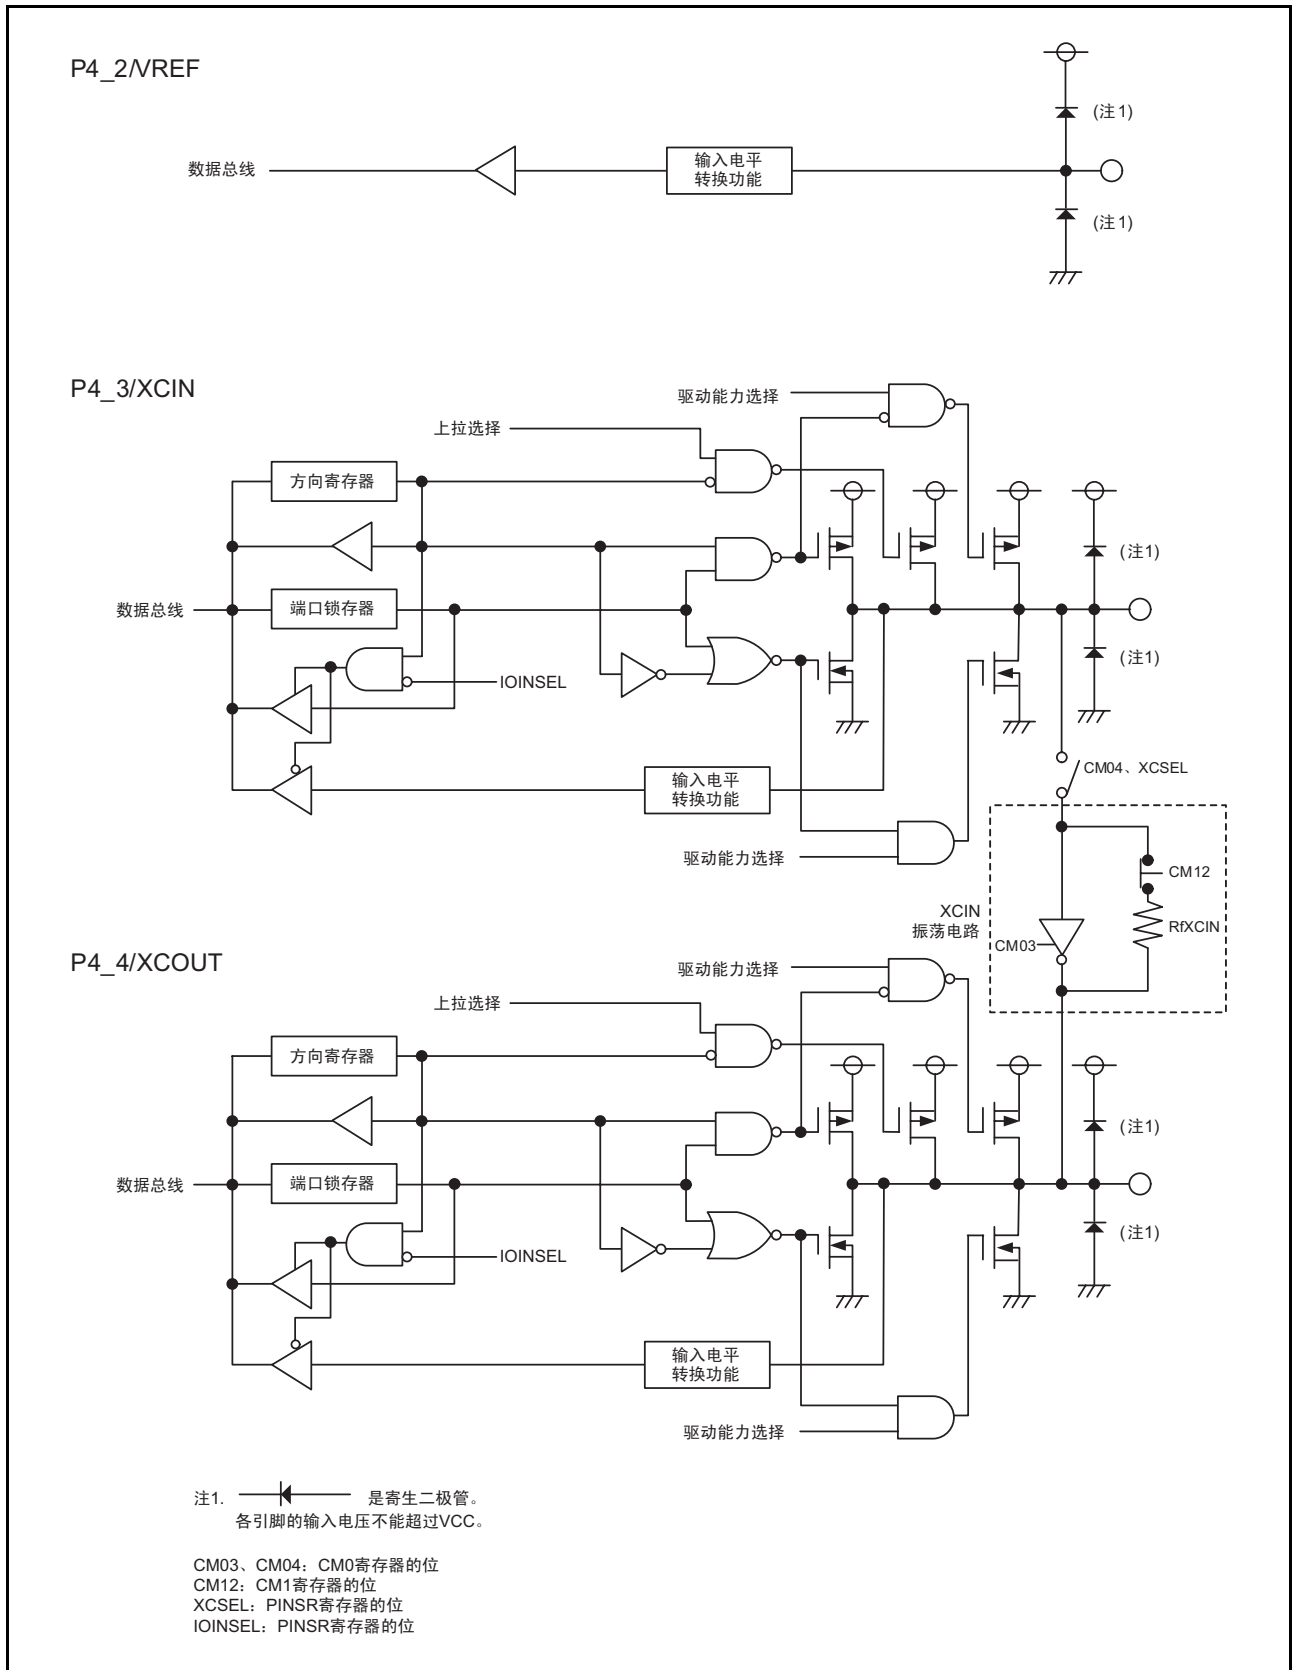 P4_2/VREF
(注1)
数据总线
输入电平
转换功能
(注1)
P4_3/XCIN
驱动能力选择
上拉选择
方向寄存器
(注1)
数据总线
端口锁存器
(注1)
IOINSEL
CM04、XCSEL
输入电平
转换功能
驱动能力选择
CM12
XCIN
振荡电路
RfXCIN
CM03
P4_4/XCOUT
驱动能力选择
上拉选择
方向寄存器
(注1)
数据总线
端口锁存器
(注1)
IOINSEL
输入电平
转换功能
驱动能力选择
注1. 是寄生二极管。
各引脚的输入电压不能超过VCC。
CM03、CM04：CM0寄存器的位
CM12：CM1寄存器的位
XCSEL：PINSR寄存器的位
IOINSEL：PINSR寄存器的位